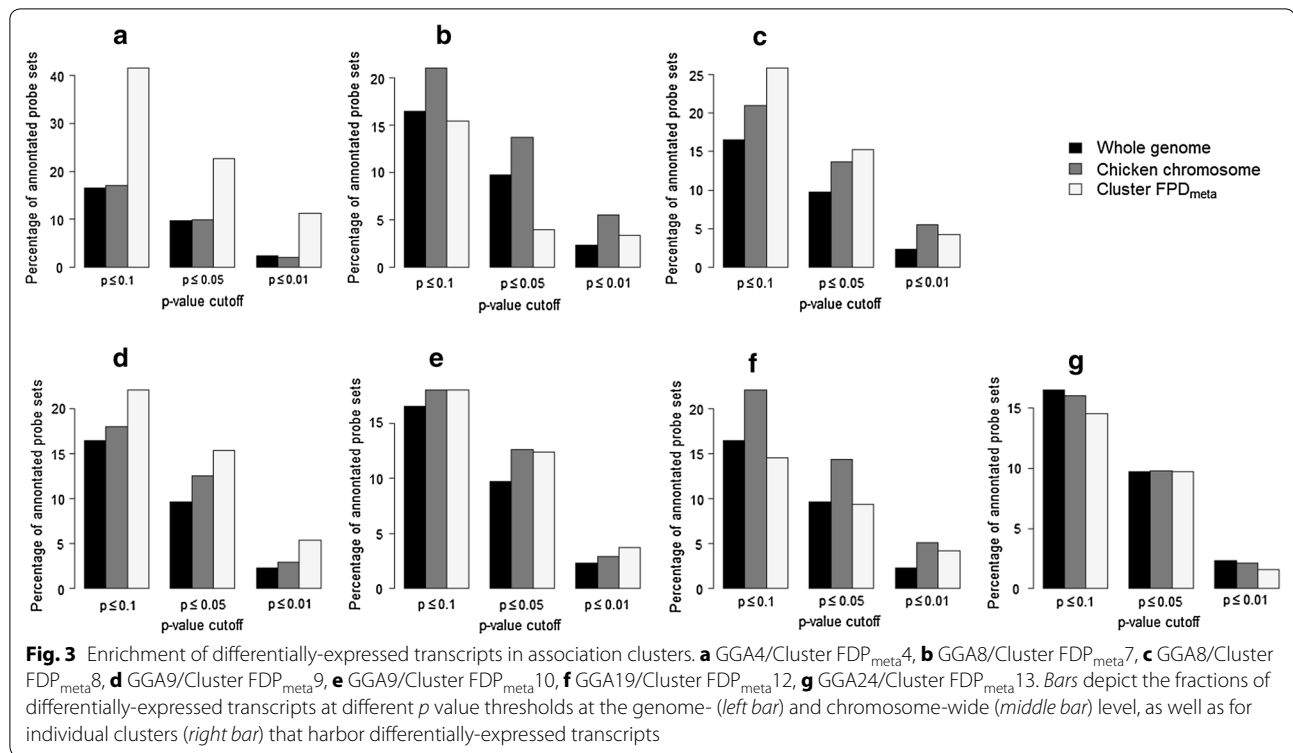 a
Percentage of annontated probe sets
40
30
20
10
0
p ≤ 0.1 p ≤ 0.05 p ≤ 0.01
p-value cutoff
b
Percentage of annontated probe sets
20
15
10
5
0
p ≤ 0.1 p ≤ 0.05 p ≤ 0.01
p-value cutoff
c
Percentage of annontated probe sets
25
20
15
10
5
0
p ≤ 0.1 p ≤ 0.05 p ≤ 0.01
p-value cutoff
Whole genome
Chicken chromosome
Cluster FPDmeta
d
Percentage of annontated probe sets
20
15
10
5
0
p ≤ 0.1 p ≤ 0.05 p ≤ 0.01
p-value cutoff
e
Percentage of annontated probe sets
15
10
5
0
p ≤ 0.1 p ≤ 0.05 p ≤ 0.01
p-value cutoff
f
Percentage of annontated probe sets
20
15
10
5
0
p ≤ 0.1 p ≤ 0.05 p ≤ 0.01
p-value cutoff
g
Percentage of annontated probe sets
15
10
5
0
p ≤ 0.1 p ≤ 0.05 p ≤ 0.01
p-value cutoff
Fig. 3 Enrichment of differentially-expressed transcripts in association clusters. a GGA4/Cluster FDPmeta4, b GGA8/Cluster FDPmeta7, c GGA8/Cluster
FDPmeta8, d GGA9/Cluster FDPmeta9, e GGA9/Cluster FDPmeta10, f GGA19/Cluster FDPmeta12, g GGA24/Cluster FDPmeta13. Bars depict the fractions of
differentially-expressed transcripts at different p value thresholds at the genome- (left bar) and chromosome-wide (middle bar) level, as well as for
individual clusters (right bar) that harbor differentially-expressed transcripts